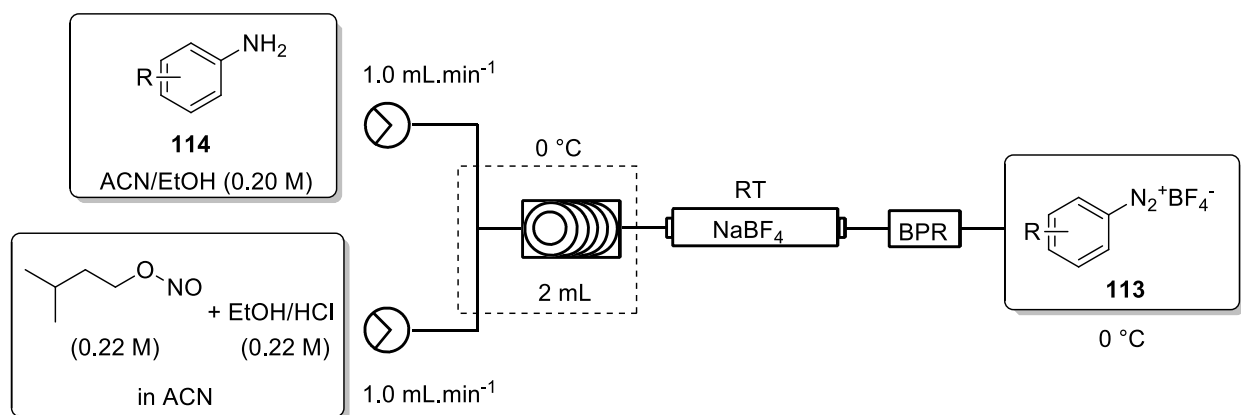 NH₂
R
114
ACN/EtOH (0.20 M)
1.0 mL.min⁻¹
O
NO
+ EtOH/HCl
(0.22 M) (0.22 M)
in ACN
1.0 mL.min⁻¹
0 °C
2 mL
RT
NaBF₄
BPR
N₂⁺BF₄⁻
R
113
0 °C